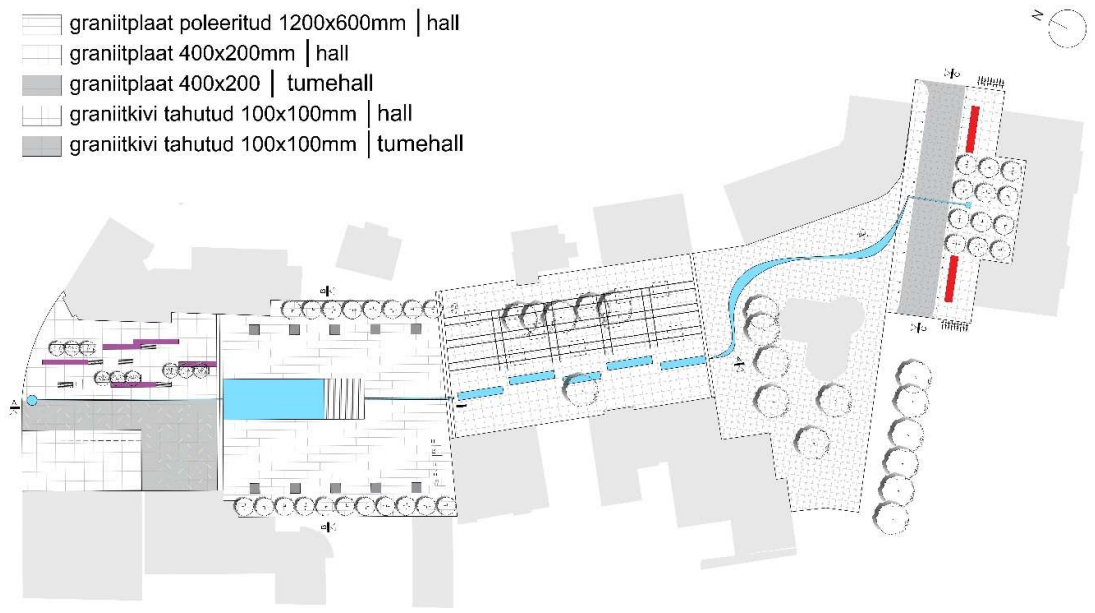 graniitplaat poleeritud 1200x600mm | hall
graniitplaat 400x200mm | hall
graniitplaat 400x200 | tumehall
graniitkivi tahutud 100x100mm | hall
graniitkivi tahutud 100x100mm | tumehall
N
A
A
B
B